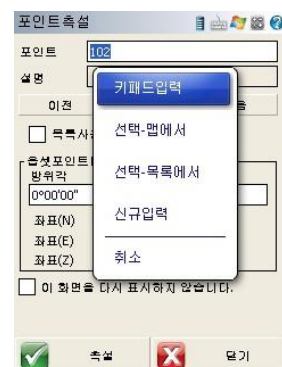 포인트측설
포인트 102
설명
이전
목록사
옵셋포인트
방위각
0°00'00"
좌표(N)
좌표(E)
좌표(Z)
키패드입력
선택-맵에서
선택-목록에서
신규입력
취소
이 화면을 다시 표시하지 않습니다.
측설 닫기